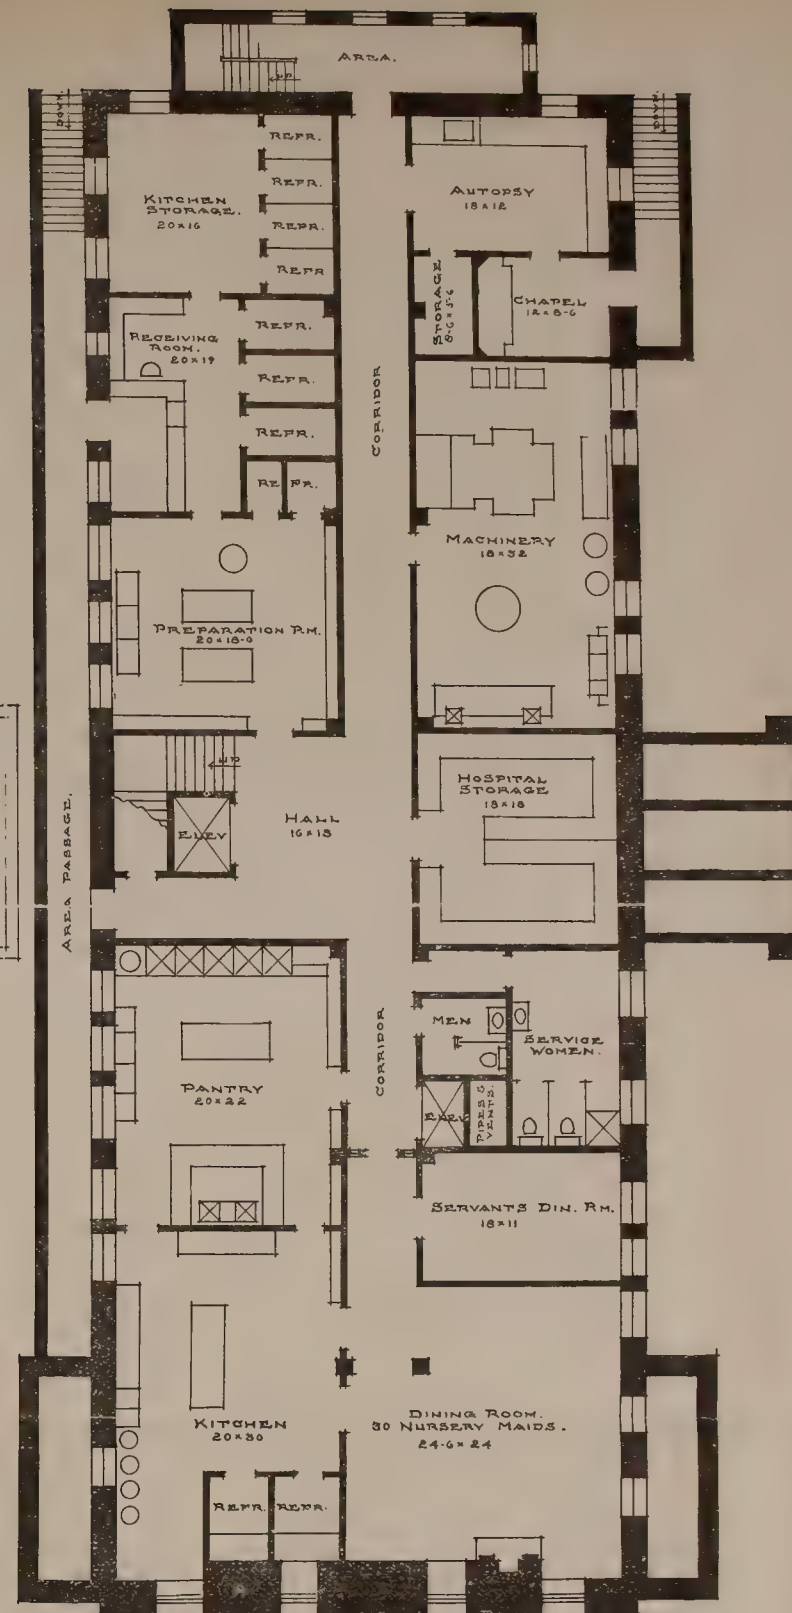 AREA.
UP
DOWN.
DOWN.
REFR.
REFR.
REFR.
REFR
KITCHEN
STORAGE.
20×16
AUTOPSY
18×12
STORAGE
8-6×5-6
CHAPEL
12×8-6
RECEIVING
ROOM.
20×19
REFR.
REFR.
REFR.
RE FR.
CORRIDOR
MACHINERY
18×32
PREPARATION RM.
20×18-0
UP
ELEV
HALL
16×18
HOSPITAL
STORAGE
18×18
AREA PASSAGE.
CORRIDOR
MEN
SERVICE
WOMEN.
PANTRY
20×22
ELEV
PIPES &
VENTS.
SERVANTS DIN. RM.
18×11
KITCHEN
20×30
DINING ROOM.
30 NURSERY MAIDS.
24-6×24
REFR.
REFR.